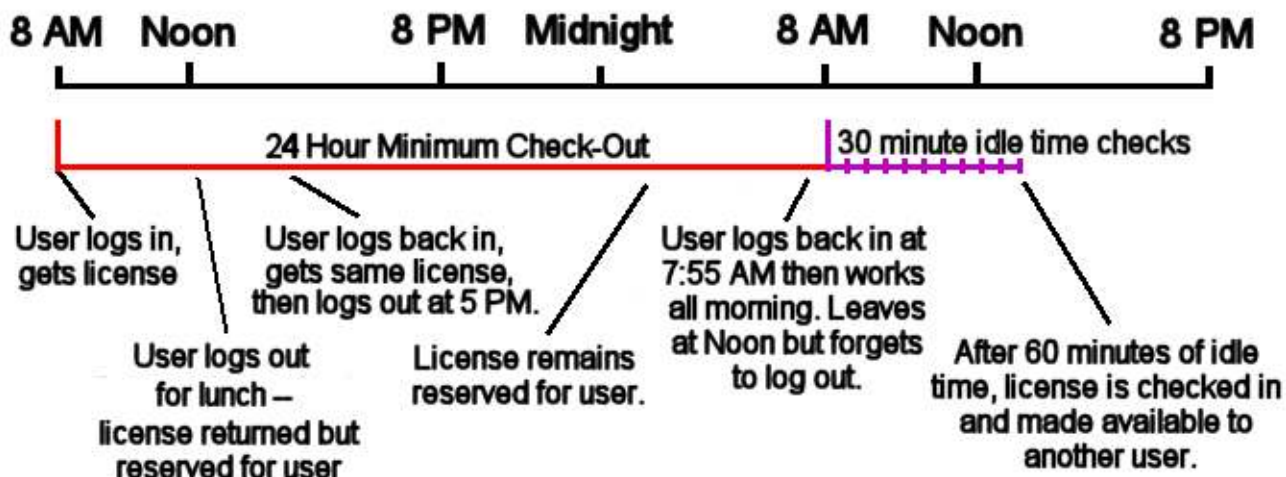 8 AM Noon 8 PM Midnight 8 AM Noon 8 PM
24 Hour Minimum Check-Out
30 minute idle time checks
User logs in,
gets license
User logs out
for lunch –
license returned but
reserved for user
User logs back in,
gets same license,
then logs out at 5 PM.
License remains
reserved for user.
User logs back in at
7:55 AM then works
all morning. Leaves
at Noon but forgets
to log out.
After 60 minutes of idle
time, license is checked in
and made available to
another user.